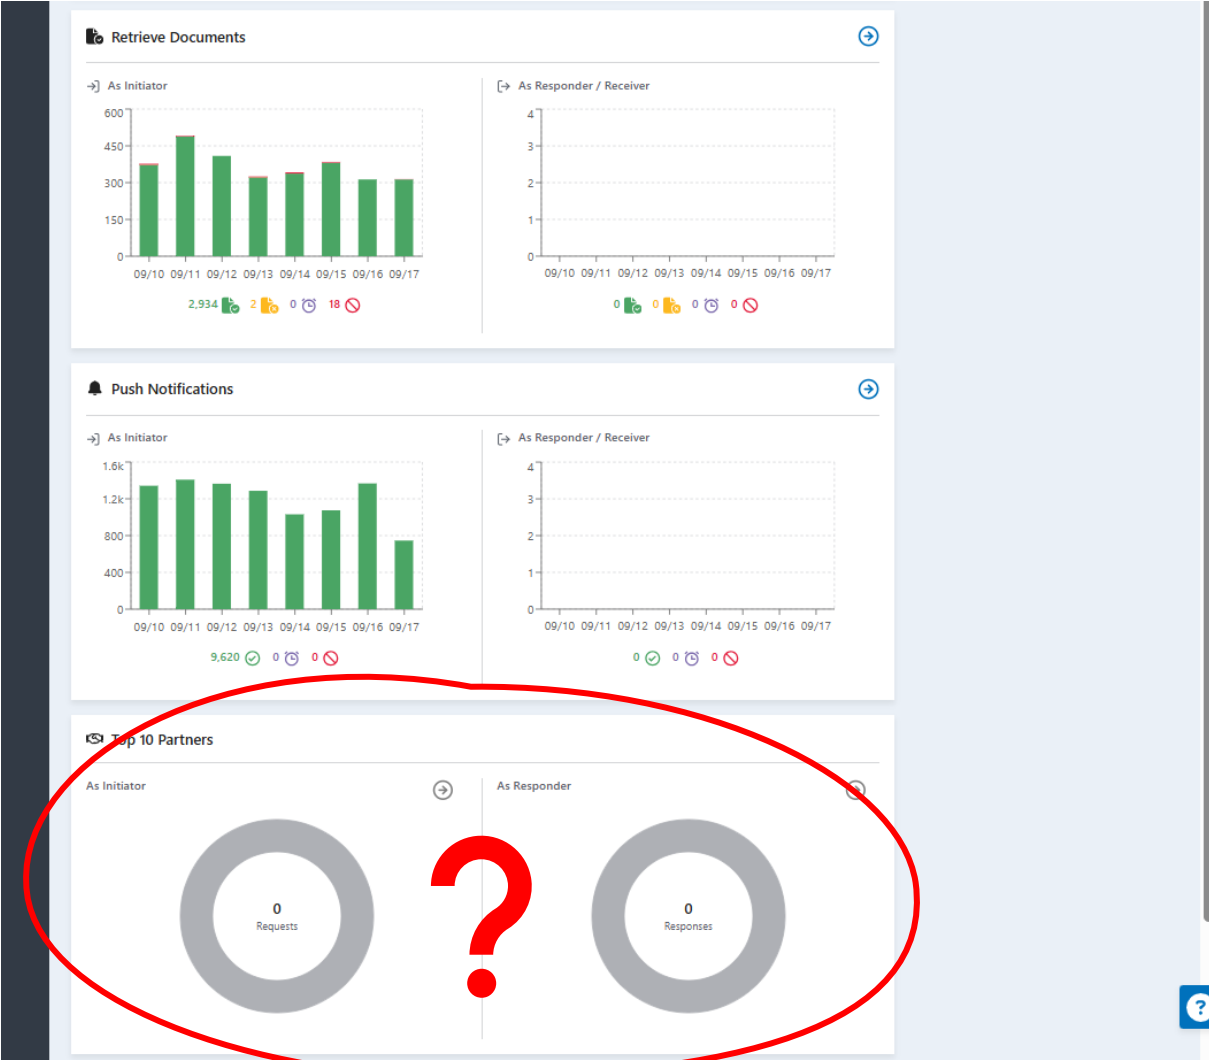 Retrieve Documents
As Initiator
As Responder / Receiver
600
450
300
150
0
09/10 09/11 09/12 09/13 09/14 09/15 09/16 09/17
2,934 2 0 18
4
3
2
1
0
09/10 09/11 09/12 09/13 09/14 09/15 09/16 09/17
0 0 0 0
Push Notifications
As Initiator
As Responder / Receiver
1.6k
1.2k
800
400
0
09/10 09/11 09/12 09/13 09/14 09/15 09/16 09/17
9,620 0 0
4
3
2
1
0
09/10 09/11 09/12 09/13 09/14 09/15 09/16 09/17
0 0 0
Top 10 Partners
As Initiator
As Responder
0
Requests
?
0
Responses
?